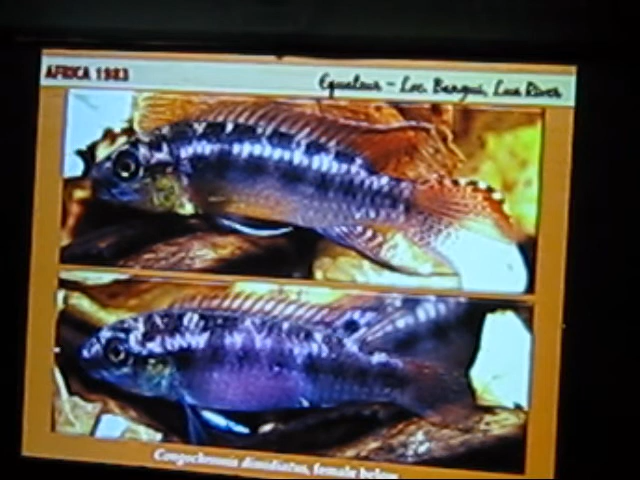 AFRICA 1983
Equateur - Loc. Bangui, Lua River
Congochromis dimidiatus, female below